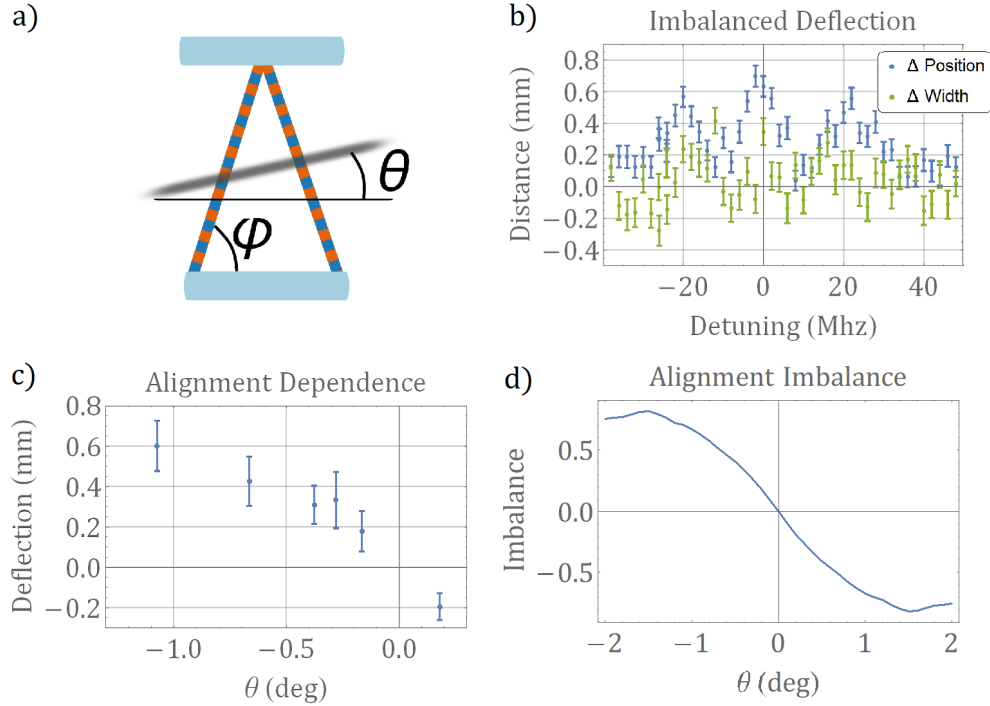 a)
θ
φ
b)
Imbalanced Deflection
Δ Position
Δ Width
Distance (mm)
0.8
0.6
0.4
0.2
0.0
−0.2
−0.4
−20
0
20
40
Detuning (Mhz)
c)
Alignment Dependence
Deflection (mm)
0.8
0.6
0.4
0.2
0.0
−0.2
−1.0
−0.5
0.0
θ (deg)
d)
Alignment Imbalance
Imbalance
0.5
0.0
−0.5
−2
−1
0
1
2
θ (deg)